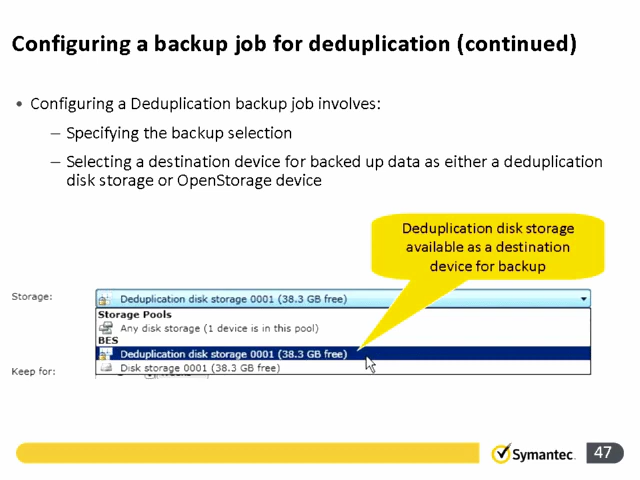 Configuring a backup job for deduplication (continued)
• Configuring a Deduplication backup job involves:
– Specifying the backup selection
– Selecting a destination device for backed up data as either a deduplication
disk storage or OpenStorage device
Deduplication disk storage
available as a destination
device for backup
Storage:
Deduplication disk storage 0001 (38.3 GB free)
Storage Pools
Any disk storage (1 device is in this pool)
BES
Deduplication disk storage 0001 (38.3 GB free)
Disk storage 0001 (38.3 GB free)
Keep for:
Symantec.
47